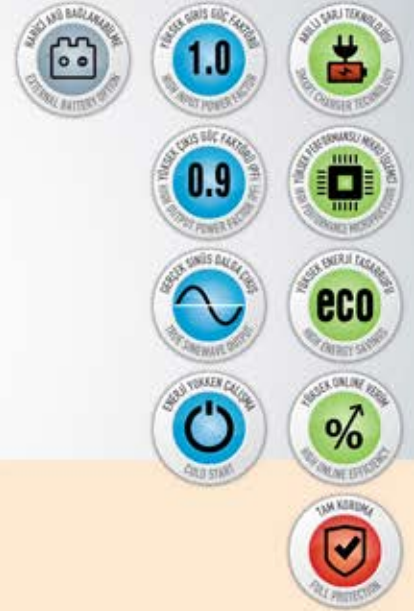 HARİCİ AKÜ BAĞLANABİLME
EXTERNAL BATTERY OPTION
YÜKSEK GİRİŞ GÜÇ FAKTÖRÜ
1.0
HIGH INPUT POWER FACTOR
AKILLI ŞARJ TEKNOLOJİSİ
SMART CHARGER TECHNOLOGY
YÜKSEK ÇIKIŞ GÜÇ FAKTÖRÜ (PF)
0.9
HIGH OUTPUT POWER FACTOR (PF)
YÜKSEK PERFORMANSLI MİKRO İŞLEMCİ
HIGH PERFORMANCE MICROPROCESSOR
GERÇEK SİNÜS DALGA ÇIKIŞ
TRUE SINEWAVE OUTPUT
YÜKSEK ENERJİ TASARRUFU
eco
HIGH ENERGY SAVINGS
ENERJİ YOKKEN ÇALIŞMA
COLD START
YÜKSEK ONLINE VERİM
%
HIGH ONLINE EFFICIENCY
TAM KORUMA
FULL PROTECTION